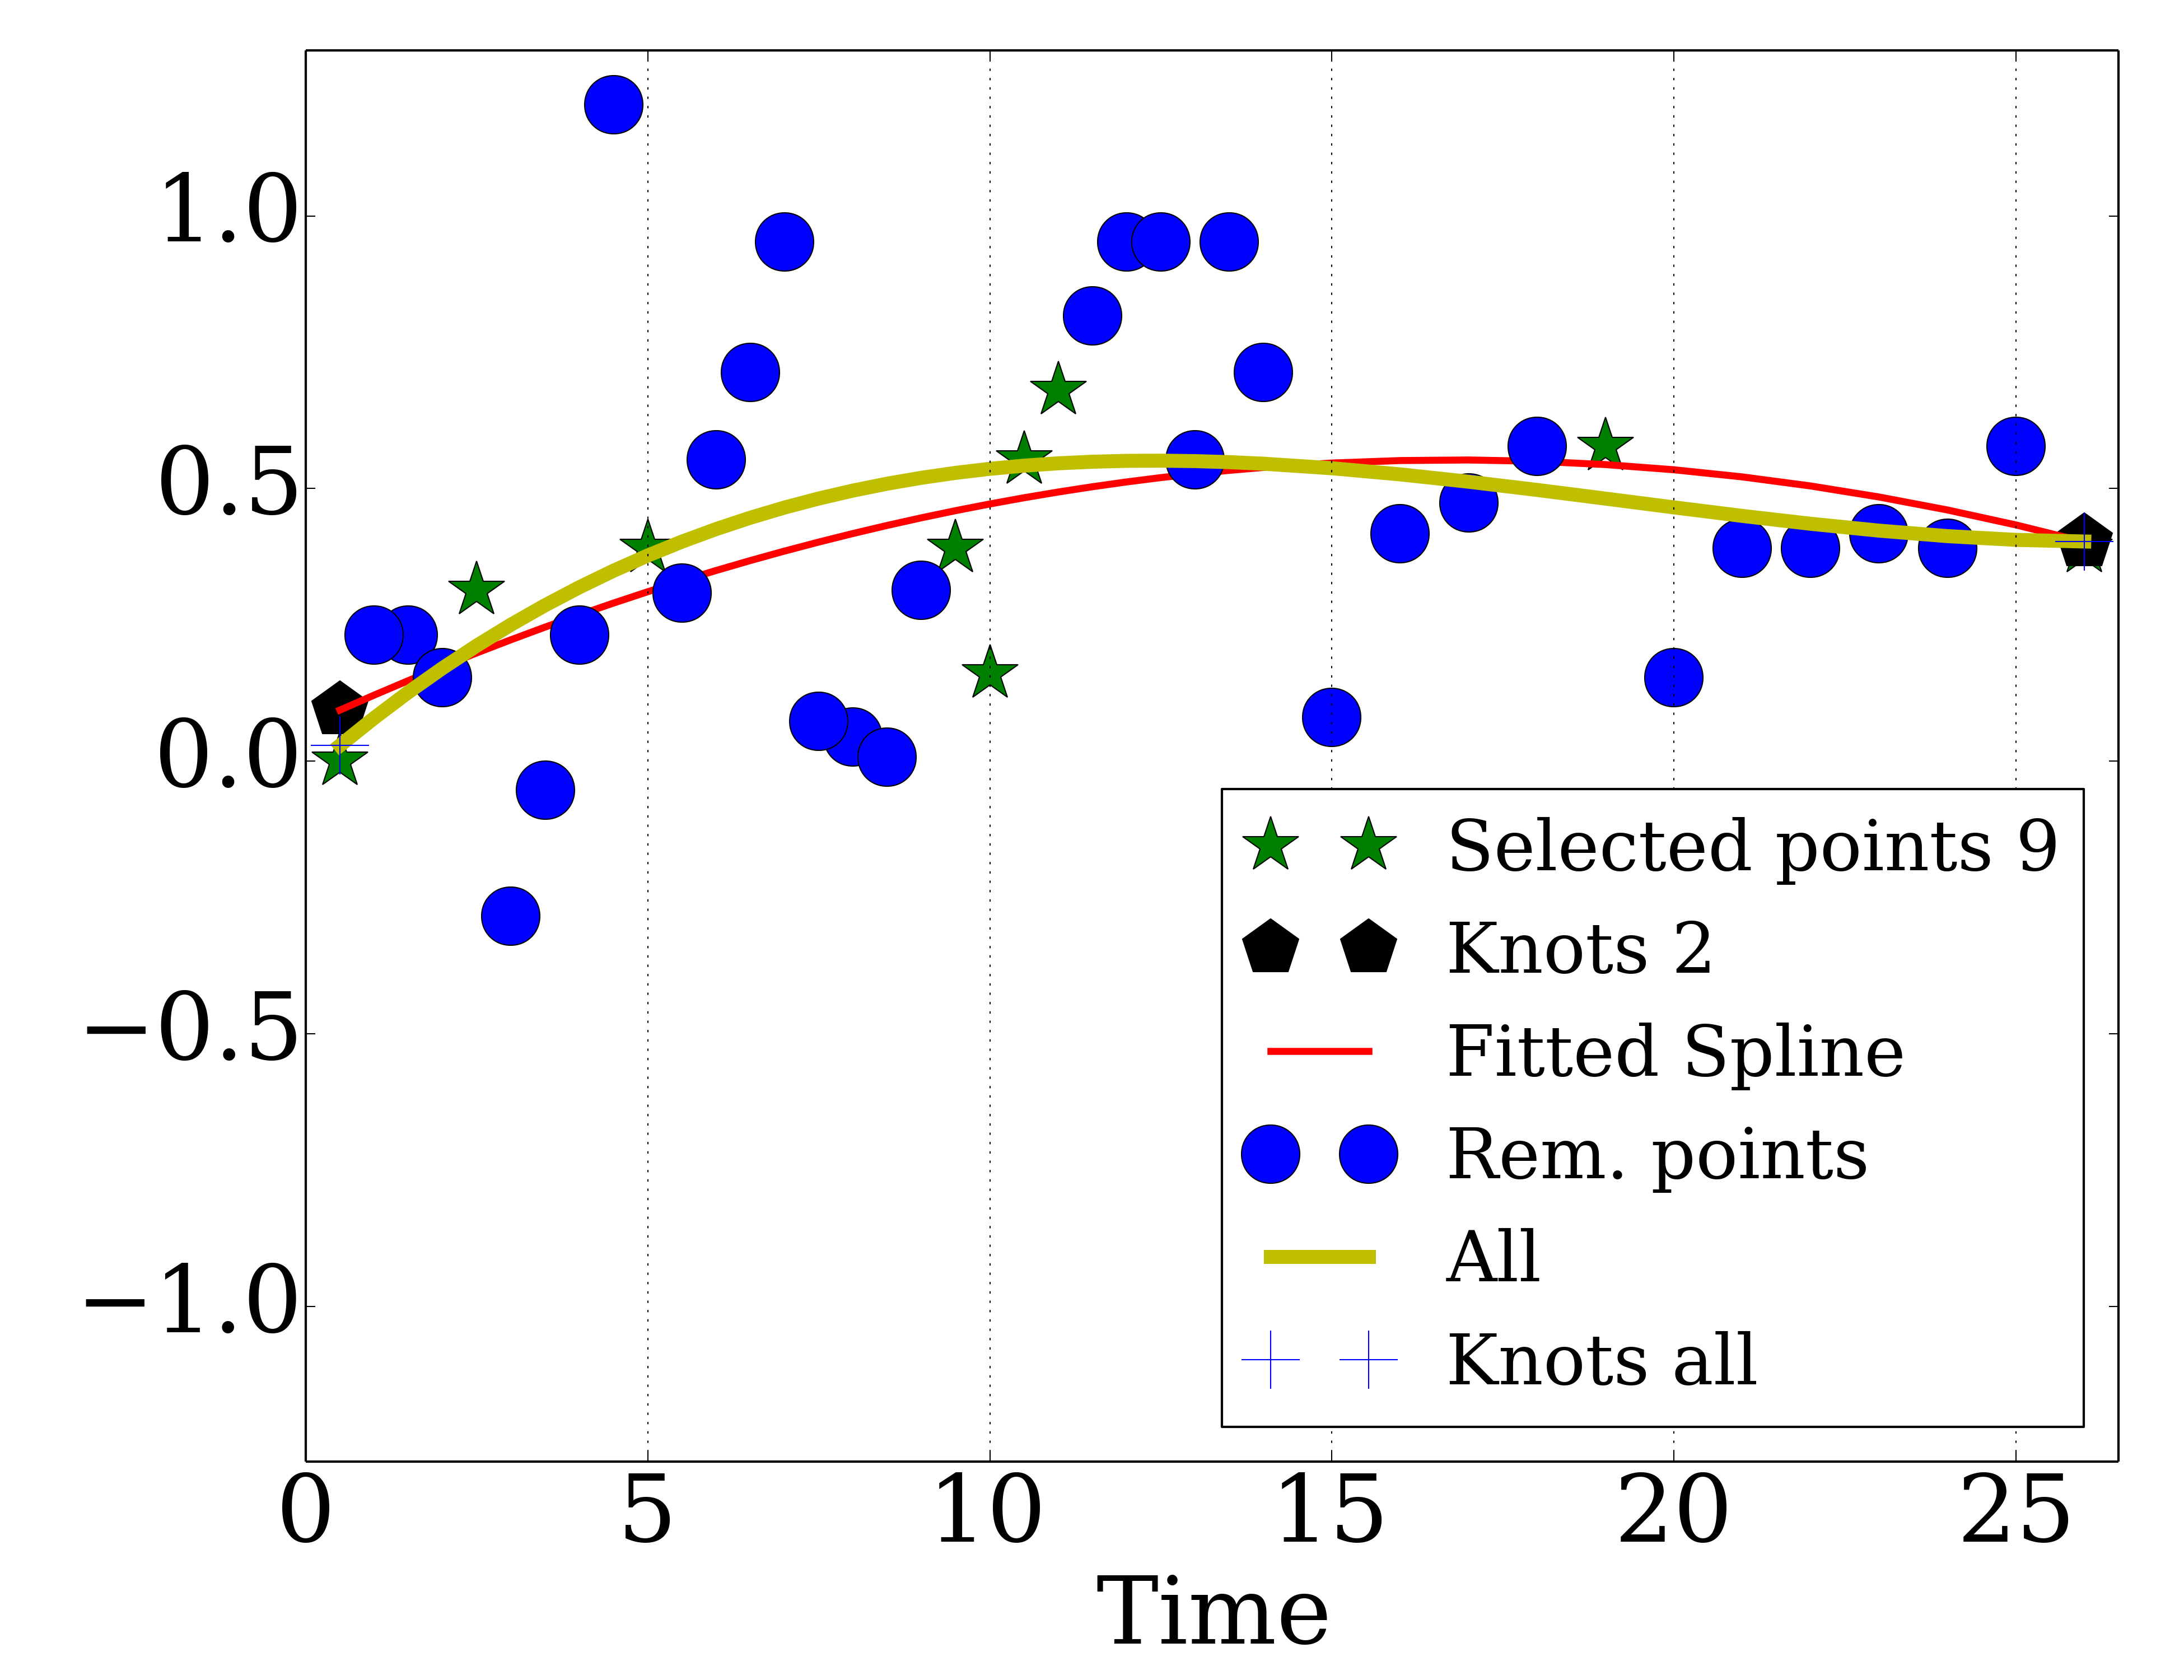 1.0
0.5
0.0
−0.5
−1.0
Selected points 9
Knots 2
Fitted Spline
Rem. points
All
Knots all
0 5 10 15 20 25
Time